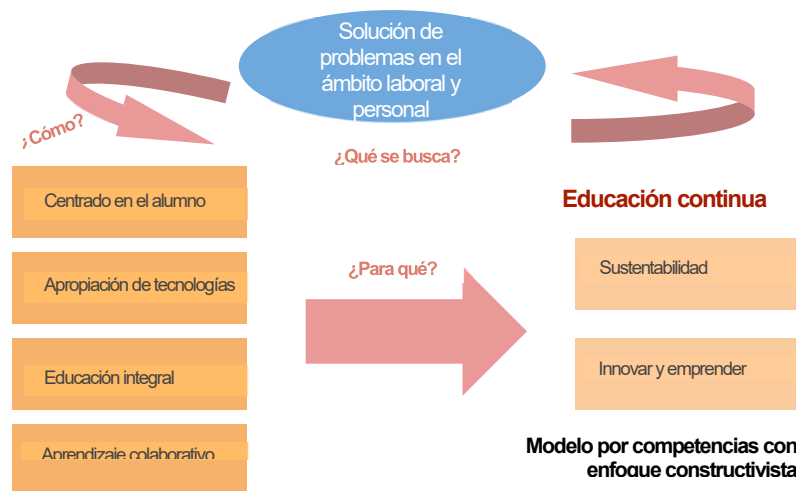 Solución de
problemas en el
ámbito laboral y
personal
¿Cómo?
¿Qué se busca?
Centrado en el alumno
Educación continua
Apropiación de tecnologías
¿Para qué?
Sustentabilidad
Educación integral
Innovar y emprender
Aprendizaje colaborativo
Modelo por competencias con
enfoque constructivista